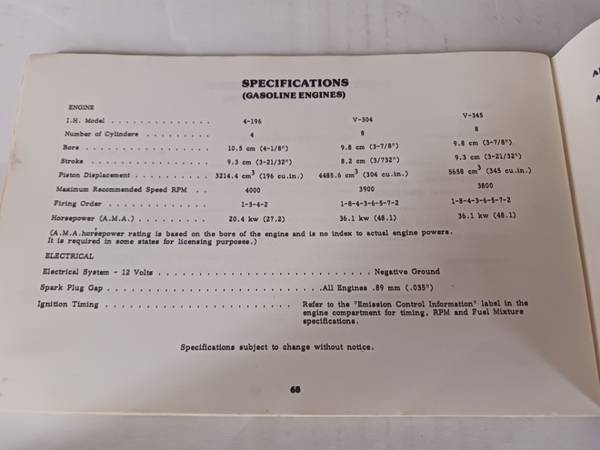 SPECIFICATIONS
(GASOLINE ENGINES)
ENGINE
I.H. Model . . . . . . . . . . . . . . 4-196 V-304 V-345
Number of Cylinders . . . . . . . . . 4 8 8
Bore . . . . . . . . . . . . . . . . . 10.5 cm (4-1/8") 9.8 cm (3-7/8") 9.8 cm (3-7/8")
Stroke . . . . . . . . . . . . . . . . 9.3 cm (3-21/32") 8.2 cm (3/732") 9.3 cm (3-21/32"
Piston Displacement . . . . . . . . . 3214.4 cm3 (196 cu.in.) 4485.6 cm3 (304 cu.in.) 5658 cm3 (345 cu.in.)
Maximum Recommended Speed RPM . . 4000 3900 3800
Firing Order . . . . . . . . . . . . . 1-3-4-2 1-8-4-3-6-5-7-2 1-8-4-3-6-5-7-2
Horsepower (A.M.A.) . . . . . . . . . 20.4 kw (27.2) 36.1 kw (48.1) 36.1 kw (48.1)
(A.M.A.horsepower rating is based on the bore of the engine and is no index to actual engine powers.
It is required in some states for licensing purposes.)
ELECTRICAL
Electrical System - 12 Volts . . . . . . . . . . . . . . . . . . . . . . . . . . . Negative Ground
Spark Plug Gap . . . . . . . . . . . . . . . . . . . . . . . . . .All Engines .89 mm (.035")
Ignition Timing . . . . . . . . . . . . . . . . . . . . . . . . Refer to the "Emission Control Information" label in the
engine compartment for timing, RPM and Fuel Mixture
specifications.
Specifications subject to change without notice.
68